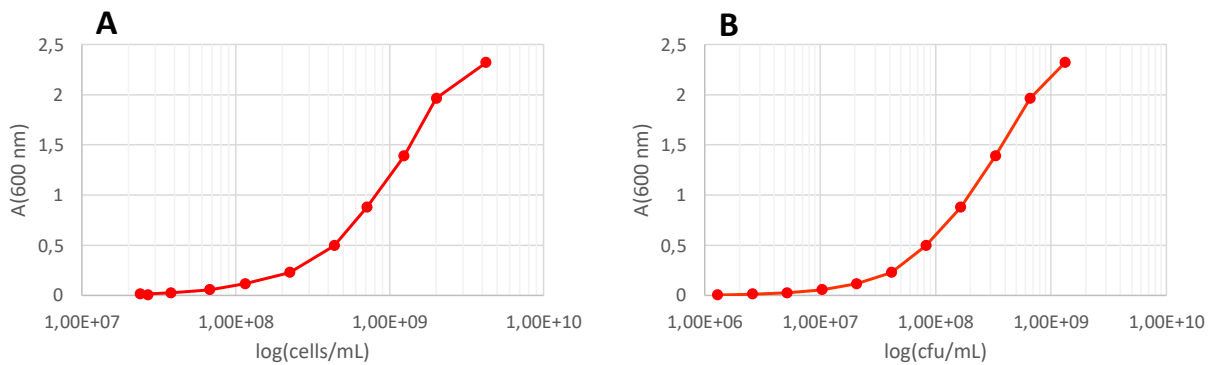 A
2,5
2
1,5
1
0,5
0
A(600 nm)
1,00E+07 1,00E+08 1,00E+09 1,00E+10
log(cells/mL)
B
2,5
2
1,5
1
0,5
0
A(600 nm)
1,00E+06 1,00E+07 1,00E+08 1,00E+09 1,00E+10
log(cfu/mL)